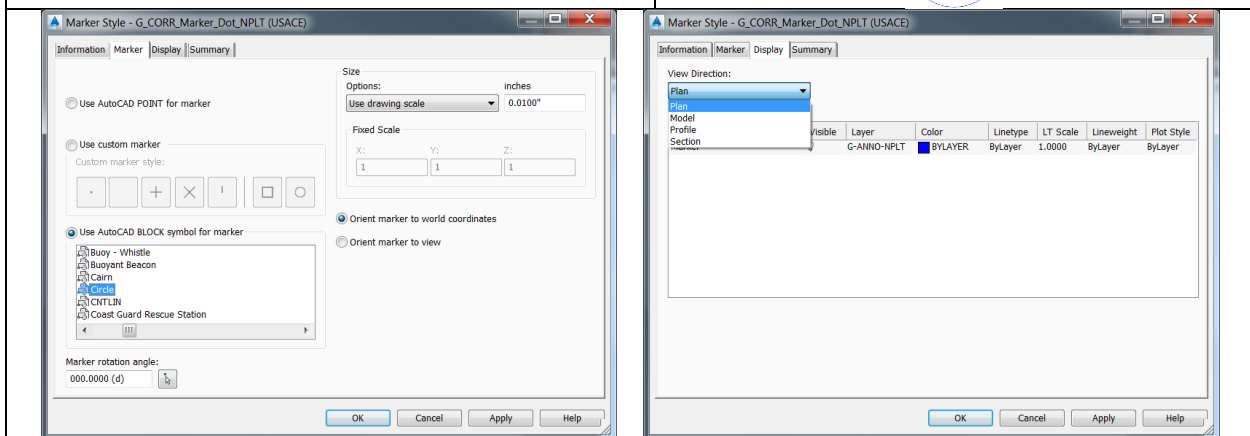 Marker Style - G_CORR_Marker_Dot_NPLT (USACE)
Information Marker Display Summary
Use AutoCAD POINT for marker
Use custom marker
Custom marker style:
Use AutoCAD BLOCK symbol for marker
Buoy - Whistle
Buoyant Beacon
Cairn
Circle
CNTLIN
Coast Guard Rescue Station
Marker rotation angle:
000.0000 (d)
Size
Options: inches
Use drawing scale 0.0100"
Fixed Scale
X: Y: Z:
1 1 1
Orient marker to world coordinates
Orient marker to view
OK Cancel Apply Help
Marker Style - G_CORR_Marker_Dot_NPLT (USACE)
Information Marker Display Summary
View Direction:
Plan
Plan
Model
Profile
Section
Visible Layer Color Linetype LT Scale Lineweight Plot Style
G-ANNO-NPLT BYLAYER ByLayer 1.0000 ByLayer ByLayer
OK Cancel Apply Help